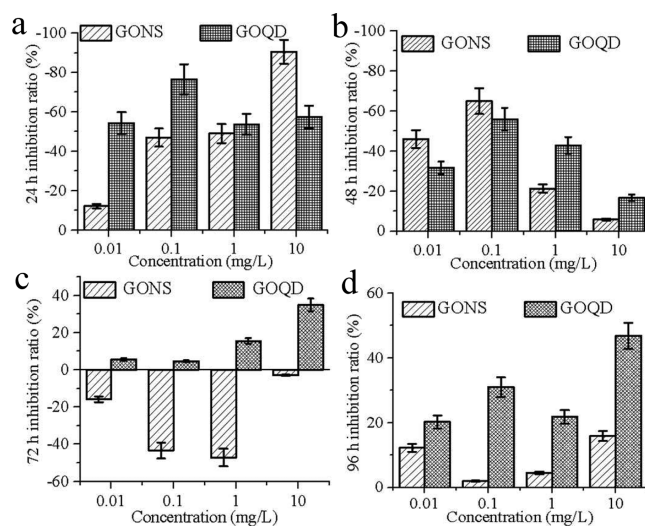 a
GONS GOQD
24 h inhibition ratio (%)
-100
-80
-60
-40
-20
0
0.01 0.1 1 10
Concentration (mg/L)
b
GONS GOQD
48 h inhibition ratio (%)
-100
-80
-60
-40
-20
0
0.01 0.1 1 10
Concentration (mg/L)
c
GONS GOQD
72 h inhibition ratio (%)
40
20
0
-20
-40
-60
0.01 0.1 1 10
Concentration (mg/L)
d
GONS GOQD
96 h inhibition ratio (%)
60
40
20
0
0.01 0.1 1 10
Concentration (mg/L)